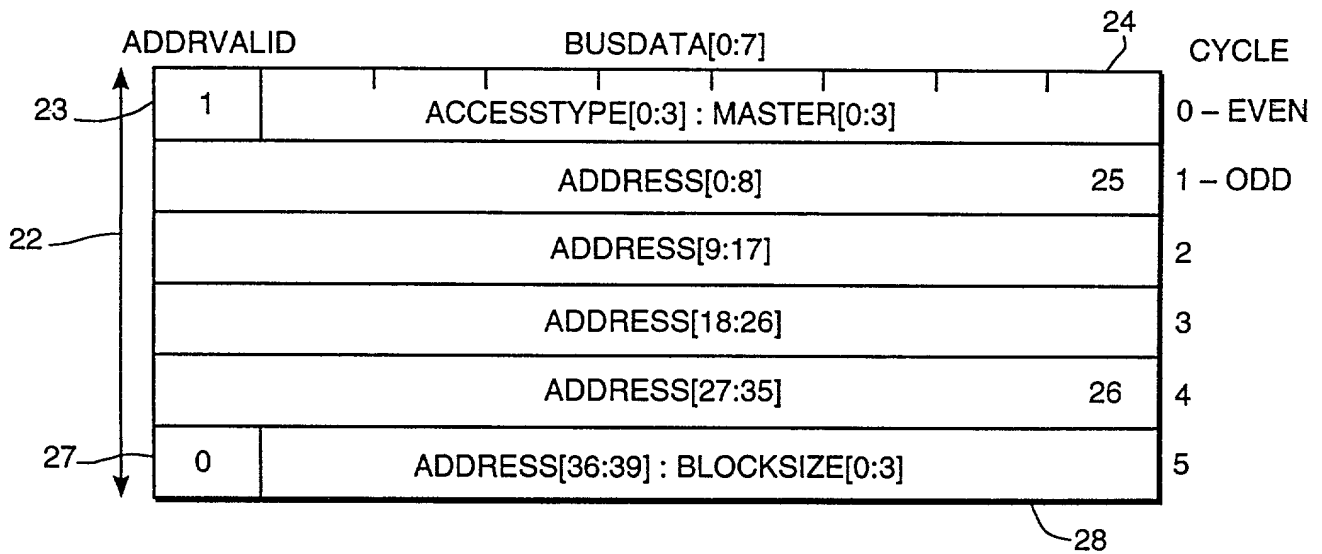 24
ADDRVALID BUSDATA[0:7] CYCLE
23 1 ACCESSTYPE[0:3] : MASTER[0:3] 0 – EVEN
ADDRESS[0:8] 25 1 – ODD
22 ADDRESS[9:17] 2
ADDRESS[18:26] 3
ADDRESS[27:35] 26 4
27 0 ADDRESS[36:39] : BLOCKSIZE[0:3] 5
28